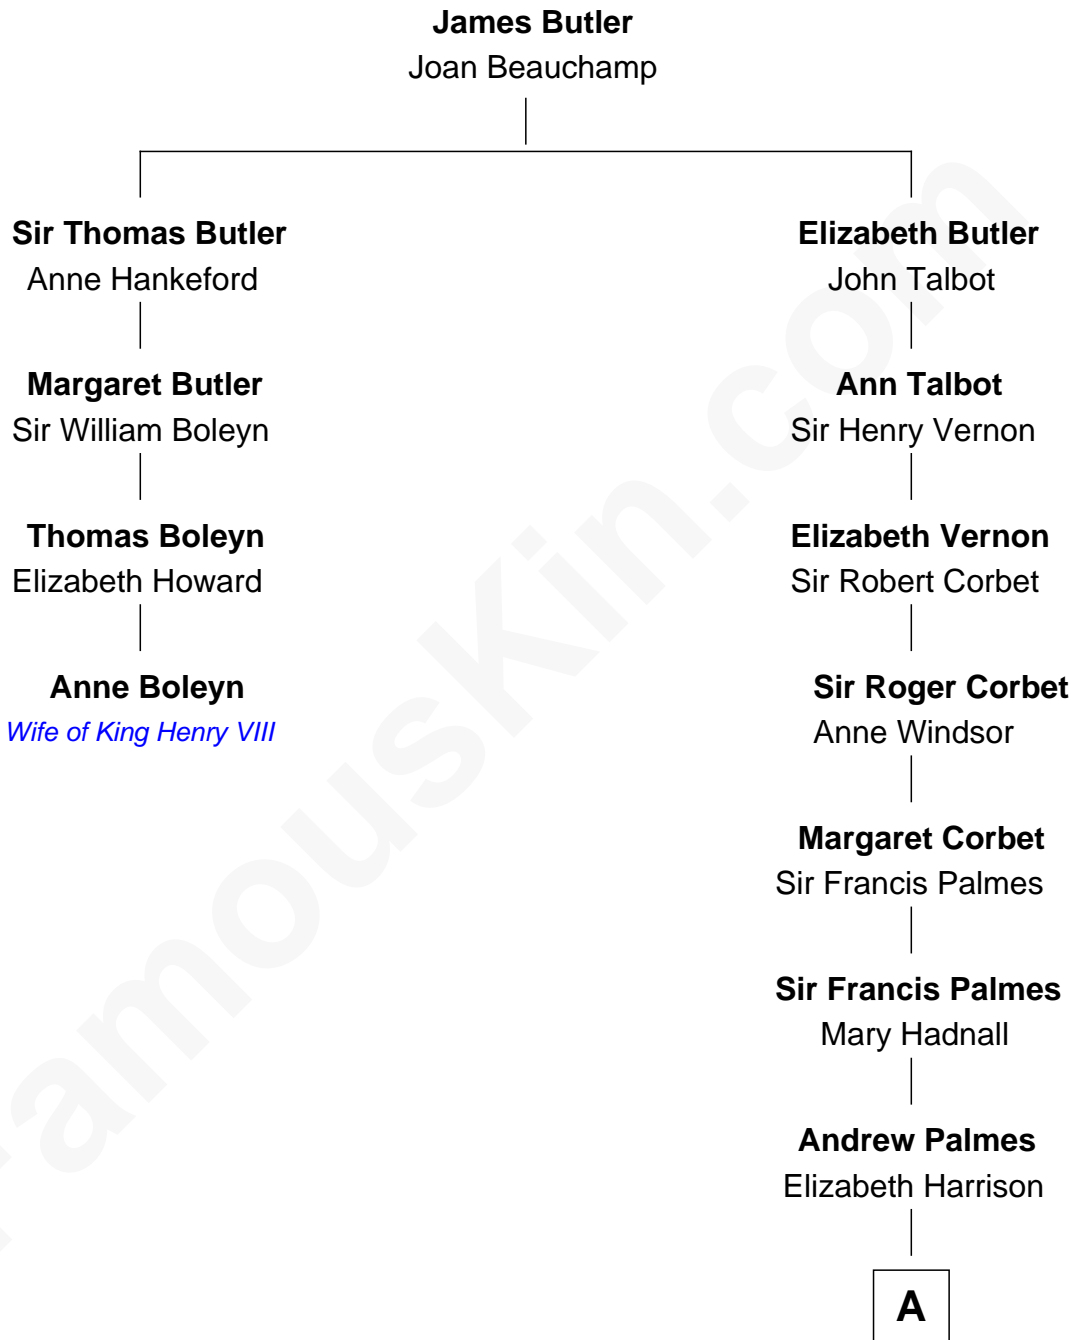 James Butler
Joan Beauchamp
Sir Thomas Butler
Anne Hankeford
Elizabeth Butler
John Talbot
Margaret Butler
Sir William Boleyn
Ann Talbot
Sir Henry Vernon
Thomas Boleyn
Elizabeth Howard
Elizabeth Vernon
Sir Robert Corbet
Anne Boleyn
Wife of King Henry VIII
Sir Roger Corbet
Anne Windsor
Margaret Corbet
Sir Francis Palmes
Sir Francis Palmes
Mary Hadnall
Andrew Palmes
Elizabeth Harrison
A
FamousKin.com